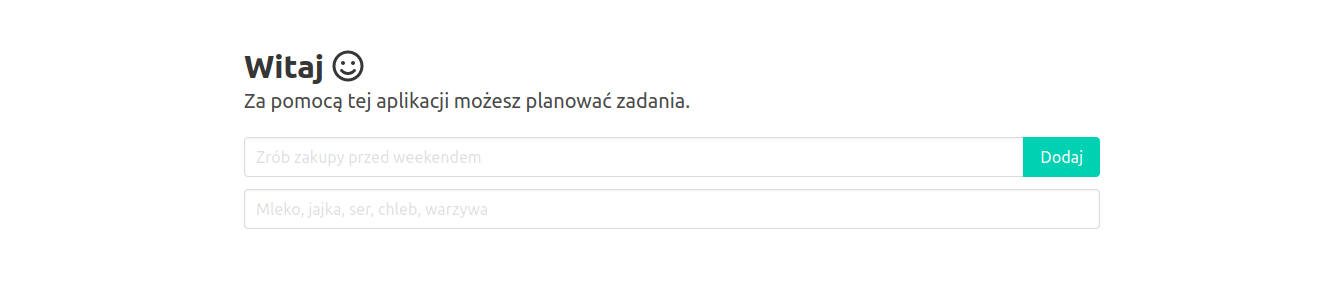 Witaj
Za pomocą tej aplikacji możesz planować zadania.
Zrób zakupy przed weekendem
Dodaj
Mleko, jajka, ser, chleb, warzywa